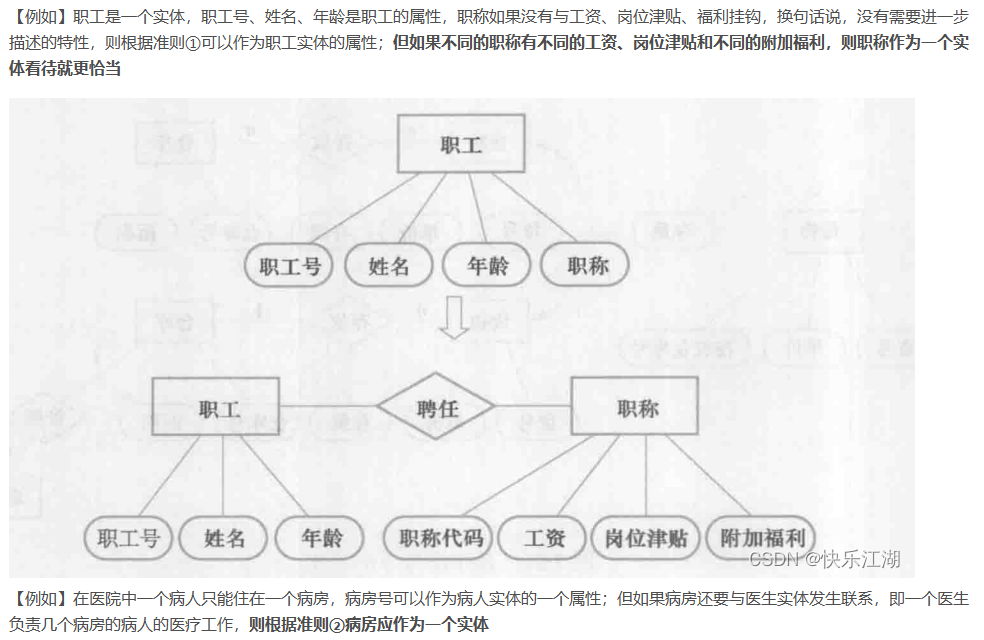 【例如】职工是一个实体，职工号、姓名、年龄是职工的属性，职称如果没有与工资、岗位津贴、福利挂钩，换句话说，没有需要进一步
描述的特性，则根据准则①可以作为职工实体的属性；但如果不同的职称有不同的工资、岗位津贴和不同的附加福利，则职称作为一个实
体看待就更恰当
职工
职工号 姓名 年龄 职称
职工 聘任 职称
职工号 姓名 年龄 职称代码 工资 岗位津贴 附加福利
CSDN @快乐江湖
【例如】在医院中一个病人只能住在一个病房，病房号可以作为病人实体的一个属性；但如果病房还要与医生实体发生联系，即一个医生
负责几个病房的病人的医疗工作，则根据准则②病房应作为一个实体